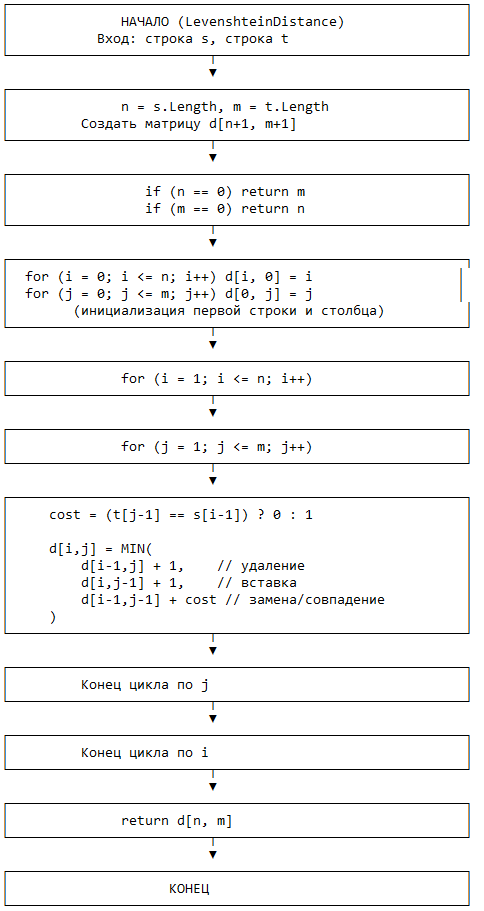 НАЧАЛО (LevenshteinDistance)
Вход: строка s, строка t
n = s.Length, m = t.Length
Создать матрицу d[n+1, m+1]
if (n == 0) return m
if (m == 0) return n
for (i = 0; i <= n; i++) d[i, 0] = i
for (j = 0; j <= m; j++) d[0, j] = j
(инициализация первой строки и столбца)
for (i = 1; i <= n; i++)
for (j = 1; j <= m; j++)
cost = (t[j-1] == s[i-1]) ? 0 : 1
d[i,j] = MIN(
d[i-1,j] + 1, // удаление
d[i,j-1] + 1, // вставка
d[i-1,j-1] + cost // замена/совпадение
)
Конец цикла по j
Конец цикла по i
return d[n, m]
КОНЕЦ